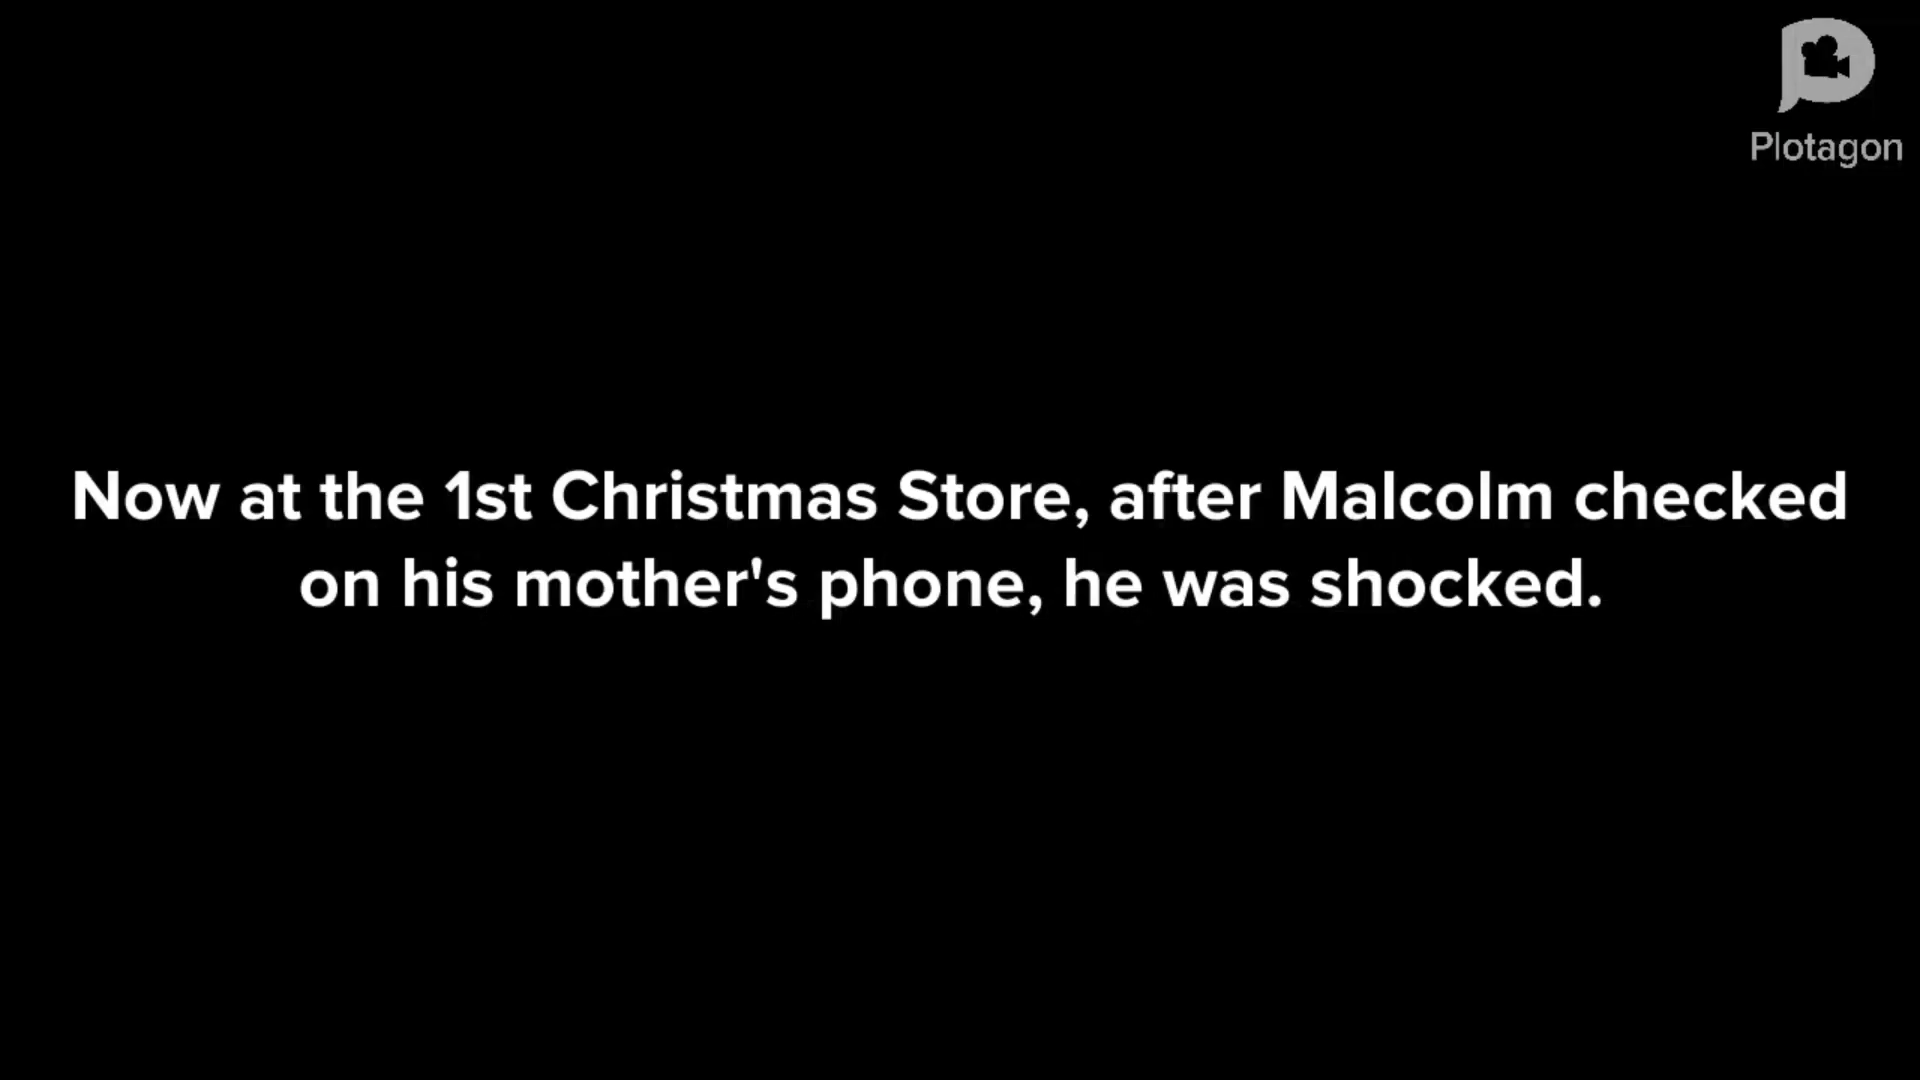 Plotagon
Now at the 1st Christmas Store, after Malcolm checked
on his mother's phone, he was shocked.